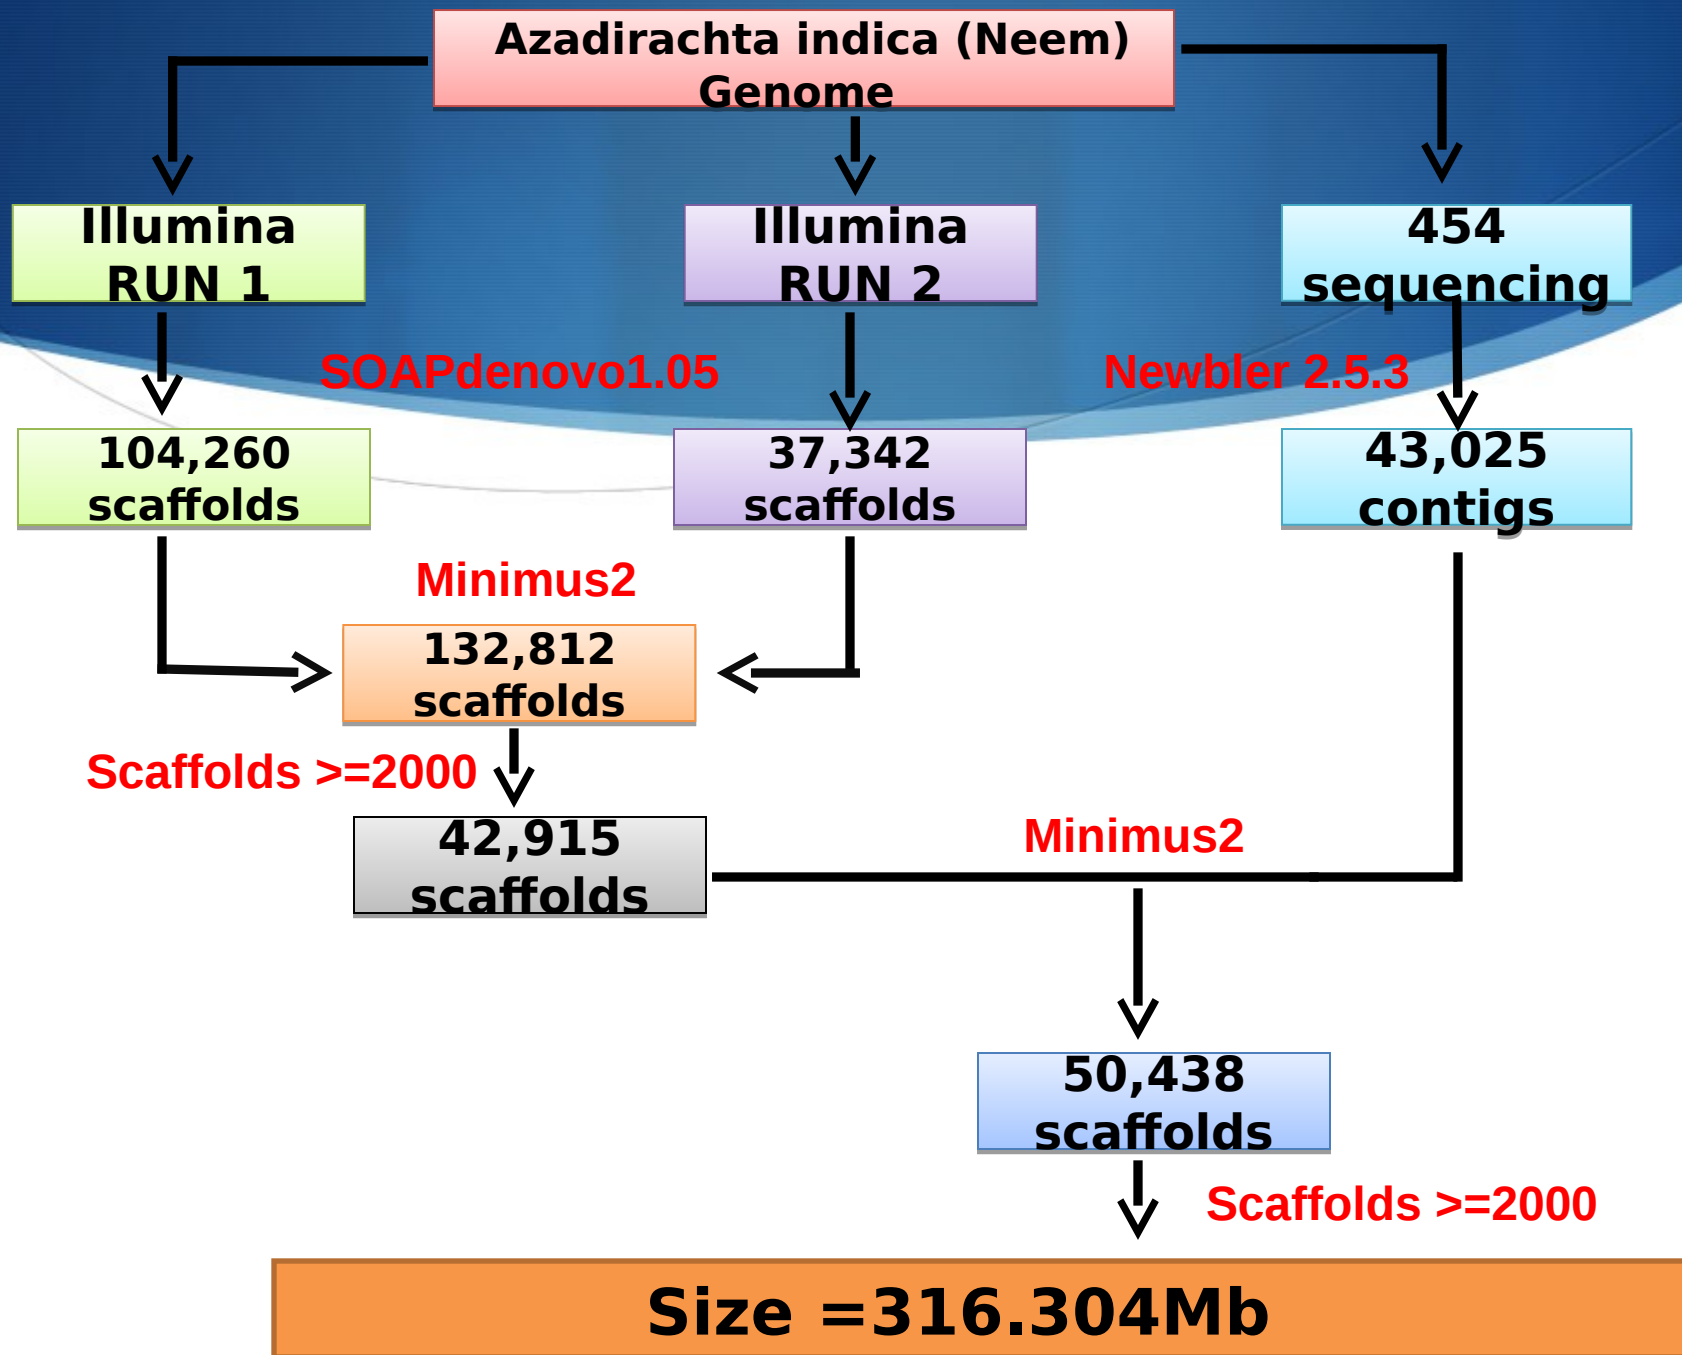 Azadirachta indica (Neem)
Genome
Illumina
RUN 1
Illumina
RUN 2
454
sequencing
SOAPdenovo1.05
Newbler 2.5.3
104,260
scaffolds
37,342
scaffolds
43,025
contigs
Minimus2
132,812
scaffolds
Scaffolds >=2000
42,915
scaffolds
Minimus2
50,438
scaffolds
Scaffolds >=2000
Size =316.304Mb